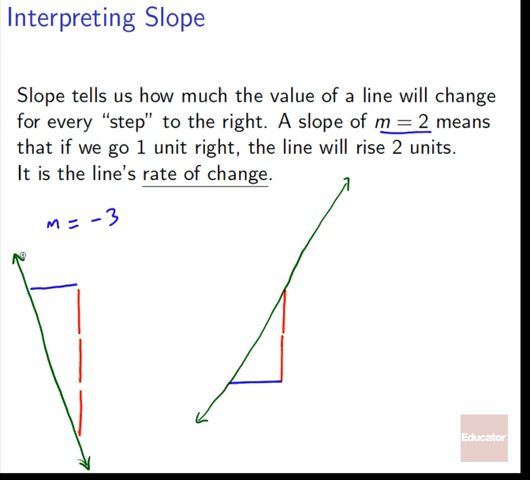 Interpreting Slope
Slope tells us how much the value of a line will change
for every “step” to the right. A slope of m = 2 means
that if we go 1 unit right, the line will rise 2 units.
It is the line's rate of change.
m = -3
Educator